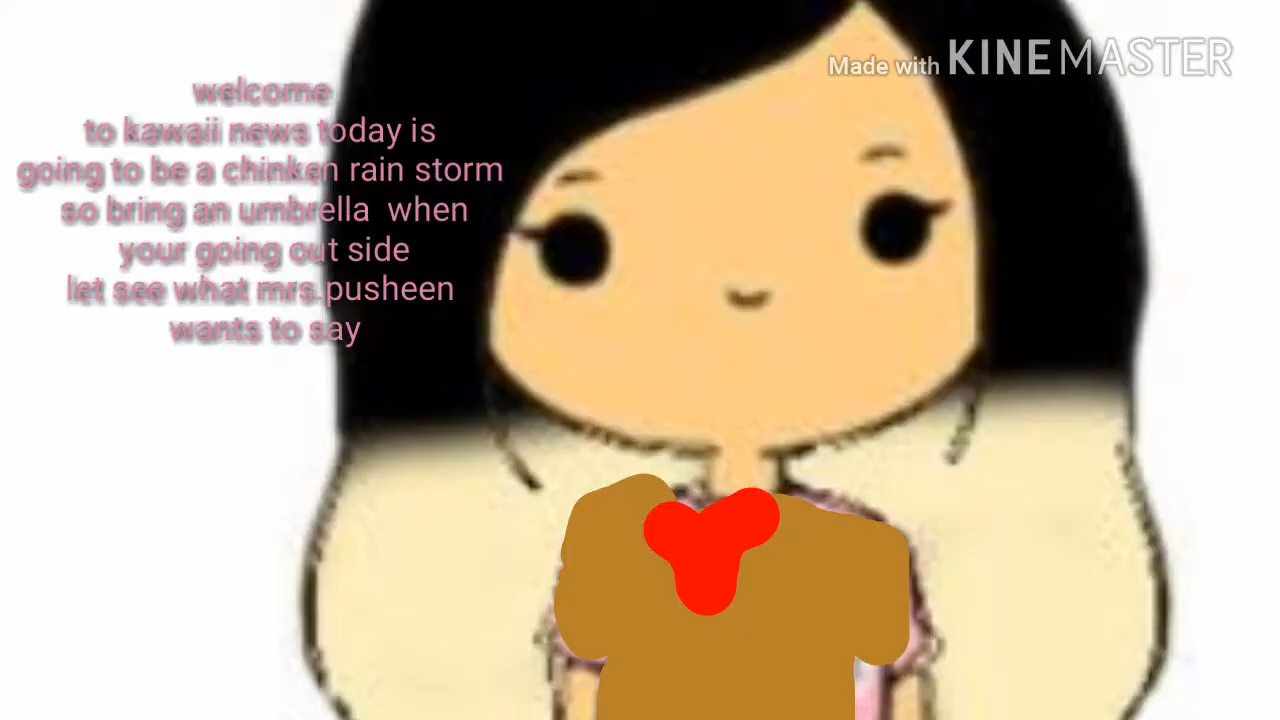 Made with KINEMASTER
welcome
to kawaii news today is
going to be a chinken rain storm
so bring an umbrella when
your going out side
let see what mrs.pusheen
wants to say